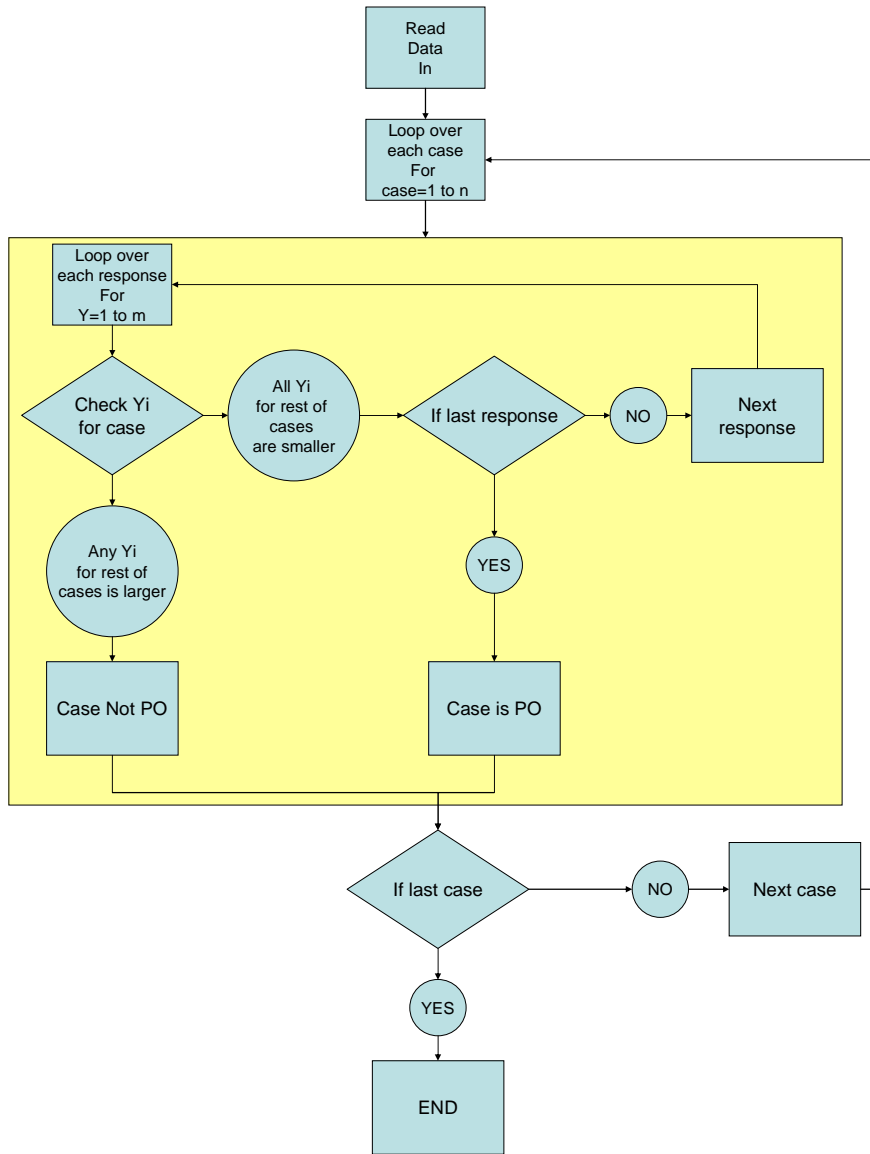 Read
Data
In
Loop over
each case
For
case=1 to n
Loop over
each response
For
Y=1 to m
Check Yi
for case
All Yi
for rest of
cases
are smaller
If last response
NO
Next
response
Any Yi
for rest of
cases is larger
YES
Case Not PO
Case is PO
If last case
NO
Next case
YES
END